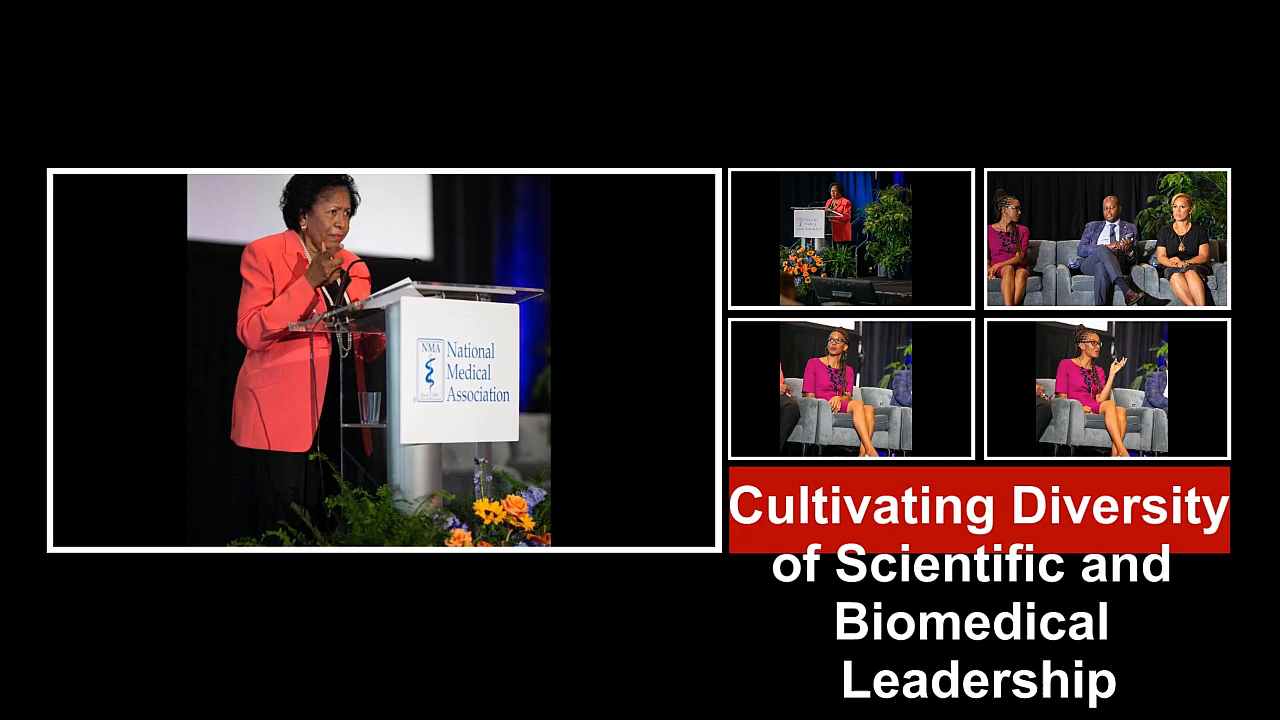 NMA
National
Medical
Association
Cultivating Diversity
of Scientific and
Biomedical
Leadership